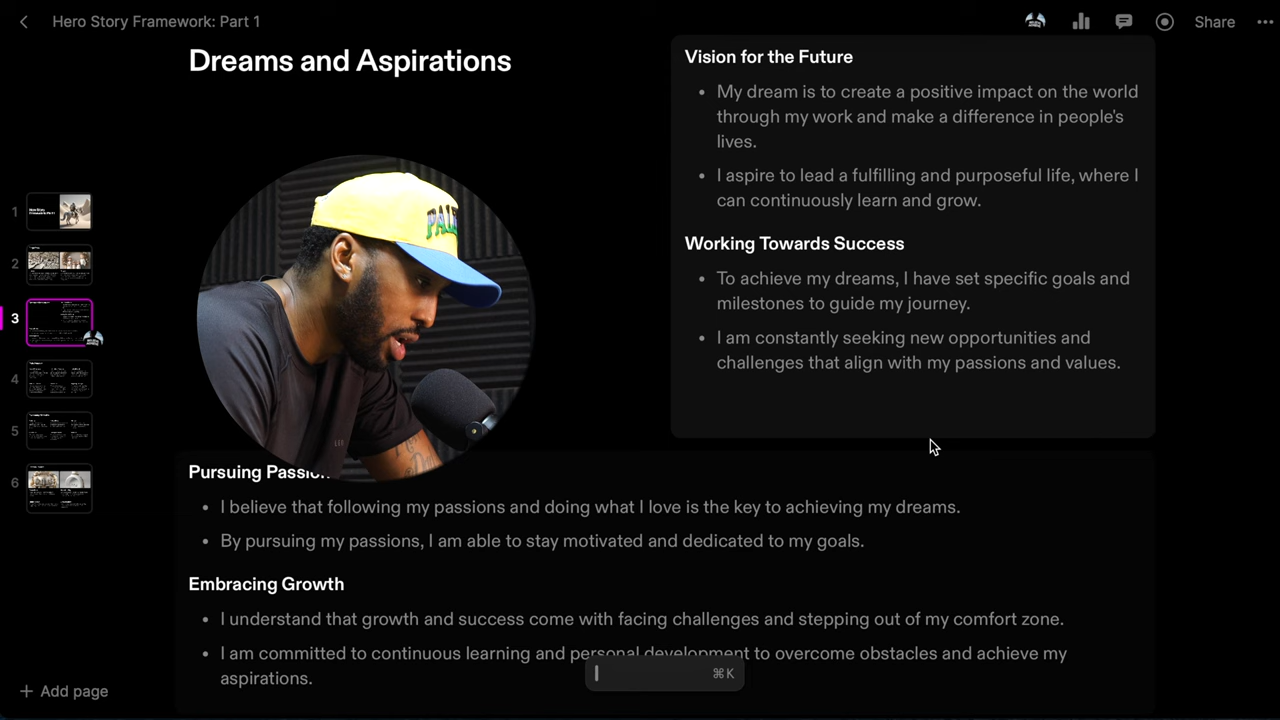 Hero Story Framework: Part 1
Share
Dreams and Aspirations
Vision for the Future
• My dream is to create a positive impact on the world
through my work and make a difference in people's
lives.
• I aspire to lead a fulfilling and purposeful life, where I
can continuously learn and grow.
Working Towards Success
• To achieve my dreams, I have set specific goals and
milestones to guide my journey.
• I am constantly seeking new opportunities and
challenges that align with my passions and values.
1
2
3
4
5
6
Pursuing Passion
• I believe that following my passions and doing what I love is the key to achieving my dreams.
• By pursuing my passions, I am able to stay motivated and dedicated to my goals.
Embracing Growth
• I understand that growth and success come with facing challenges and stepping out of my comfort zone.
• I am committed to continuous learning and personal development to overcome obstacles and achieve my
aspirations.
⌘K
+ Add page